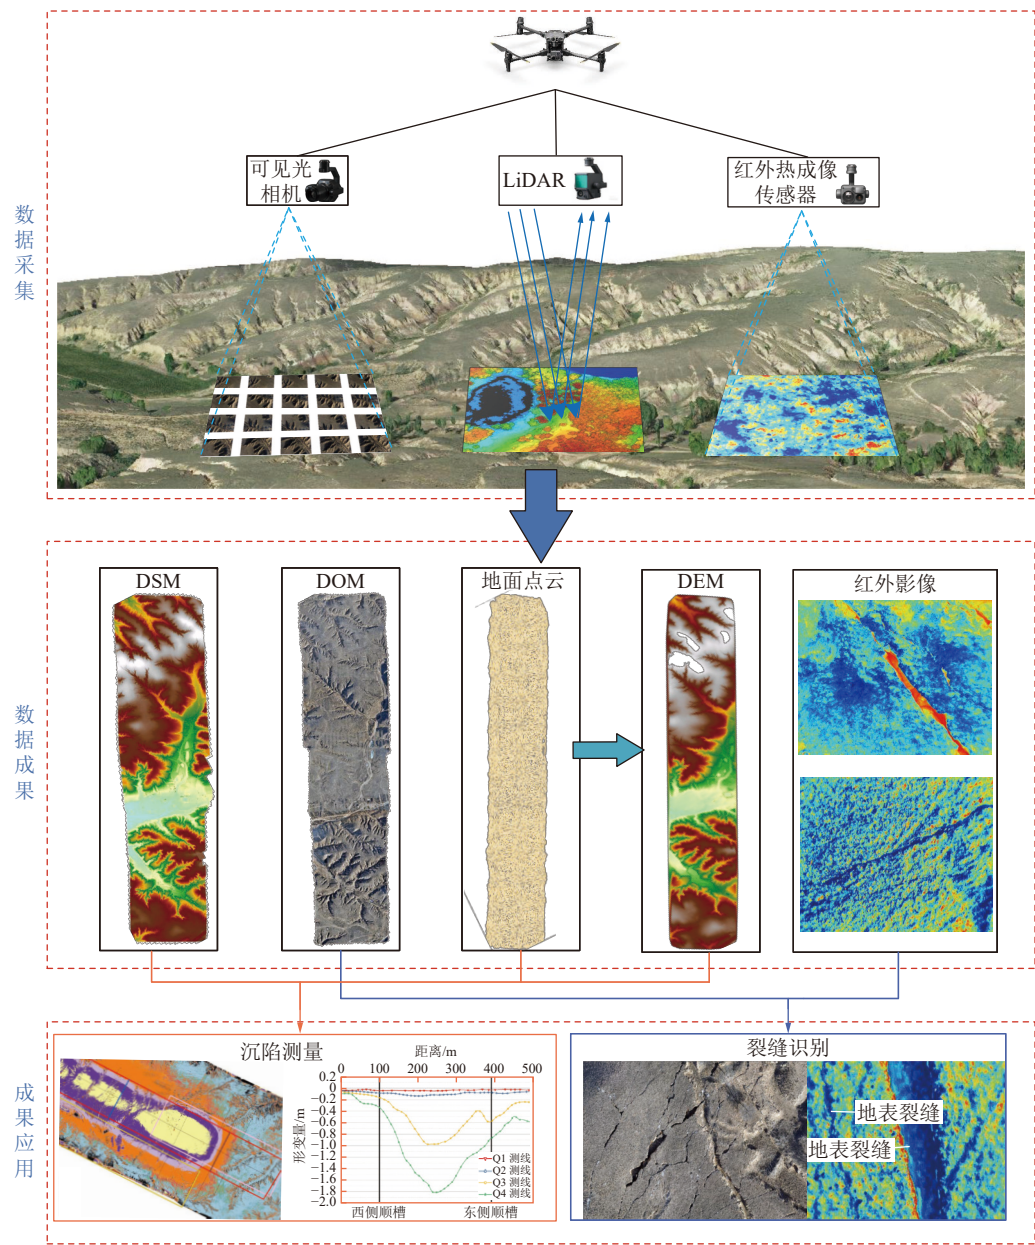 数据采集
可见光
相机
LiDAR
红外热成像
传感器
数据成果
DSM
DOM
地面点云
DEM
红外影像
成果应用
沉陷测量
距离/m
0 50 100 150 200 250 300 350 400 450 500
形变量/m
0.2
0
−0.2
−0.4
−0.6
−0.8
−1.0
−1.2
−1.4
−1.6
−1.8
−2.0
Q1 测线
Q2 测线
Q3 测线
Q4 测线
西侧顺槽
东侧顺槽
裂缝识别
地表裂缝
地表裂缝